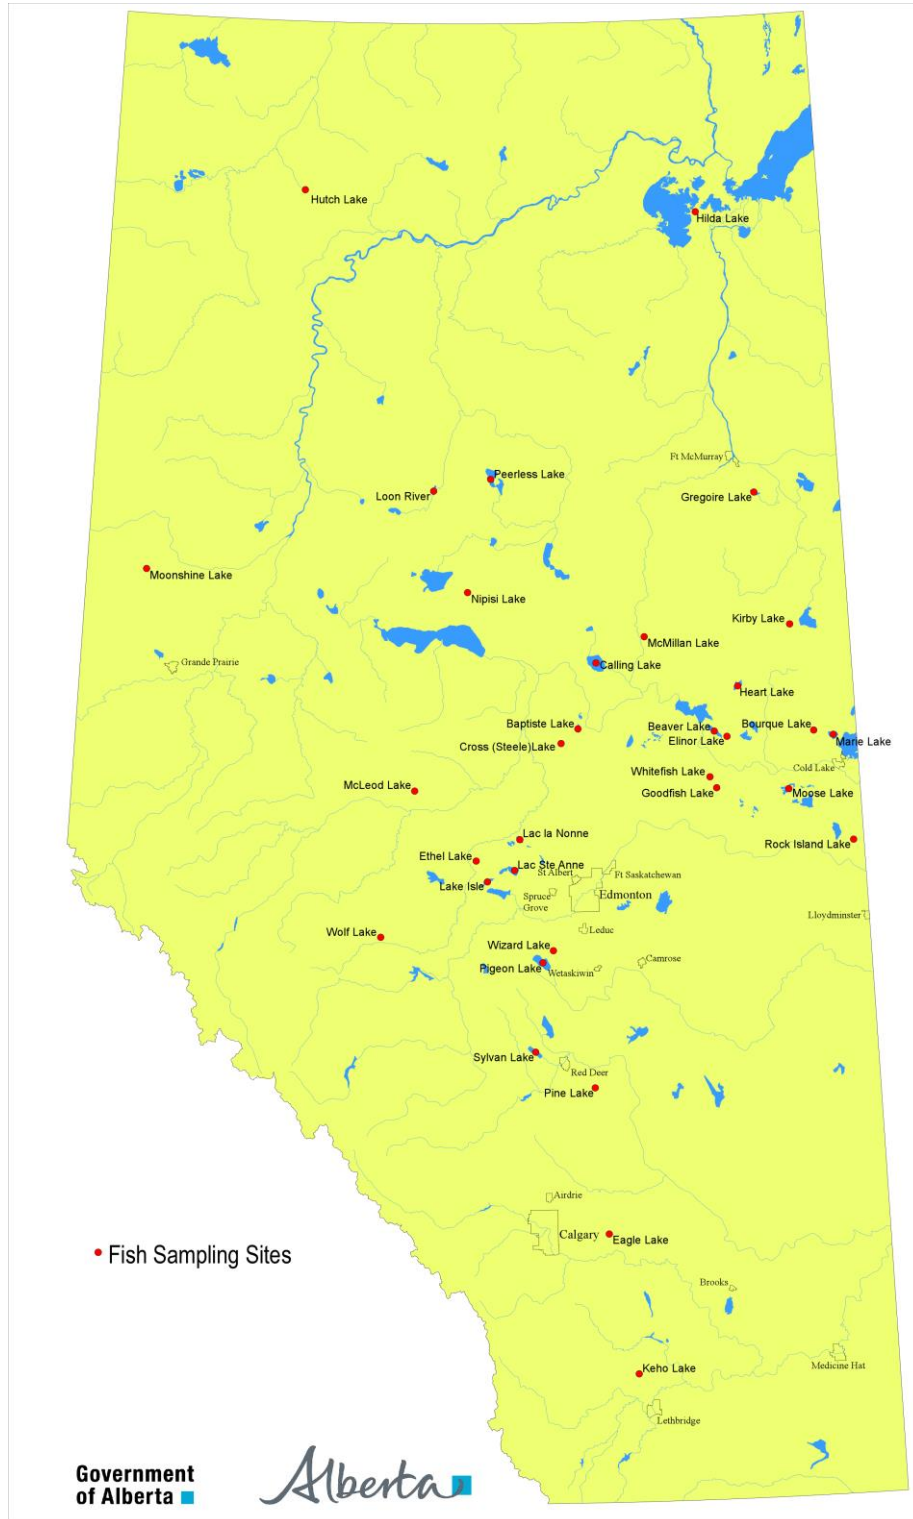 Hutch Lake
Hilda Lake
Ft McMurray
Peerless Lake
Loon River
Gregoire Lake
Moonshine Lake
Nipisi Lake
Kirby Lake
McMillan Lake
Grande Prairie
Calling Lake
Heart Lake
Baptiste Lake
Beaver Lake
Bourque Lake
Cross (Steele)Lake
Elinor Lake
Marie Lake
Cold Lake
Whitefish Lake
McLeod Lake
Goodfish Lake
Moose Lake
Lac la Nonne
Rock Island Lake
Ethel Lake
Lac Ste Anne
St Albert
Ft Saskatchewan
Lake Isle
Spruce
Grove
Edmonton
Lloydminster
Leduc
Wolf Lake
Wizard Lake
Camrose
Pigeon Lake
Wetaskiwin
Sylvan Lake
Red Deer
Pine Lake
Airdrie
Calgary
Eagle Lake
Fish Sampling Sites
Brooks
Medicine Hat
Keho Lake
Lethbridge
Government
of Alberta
Alberta